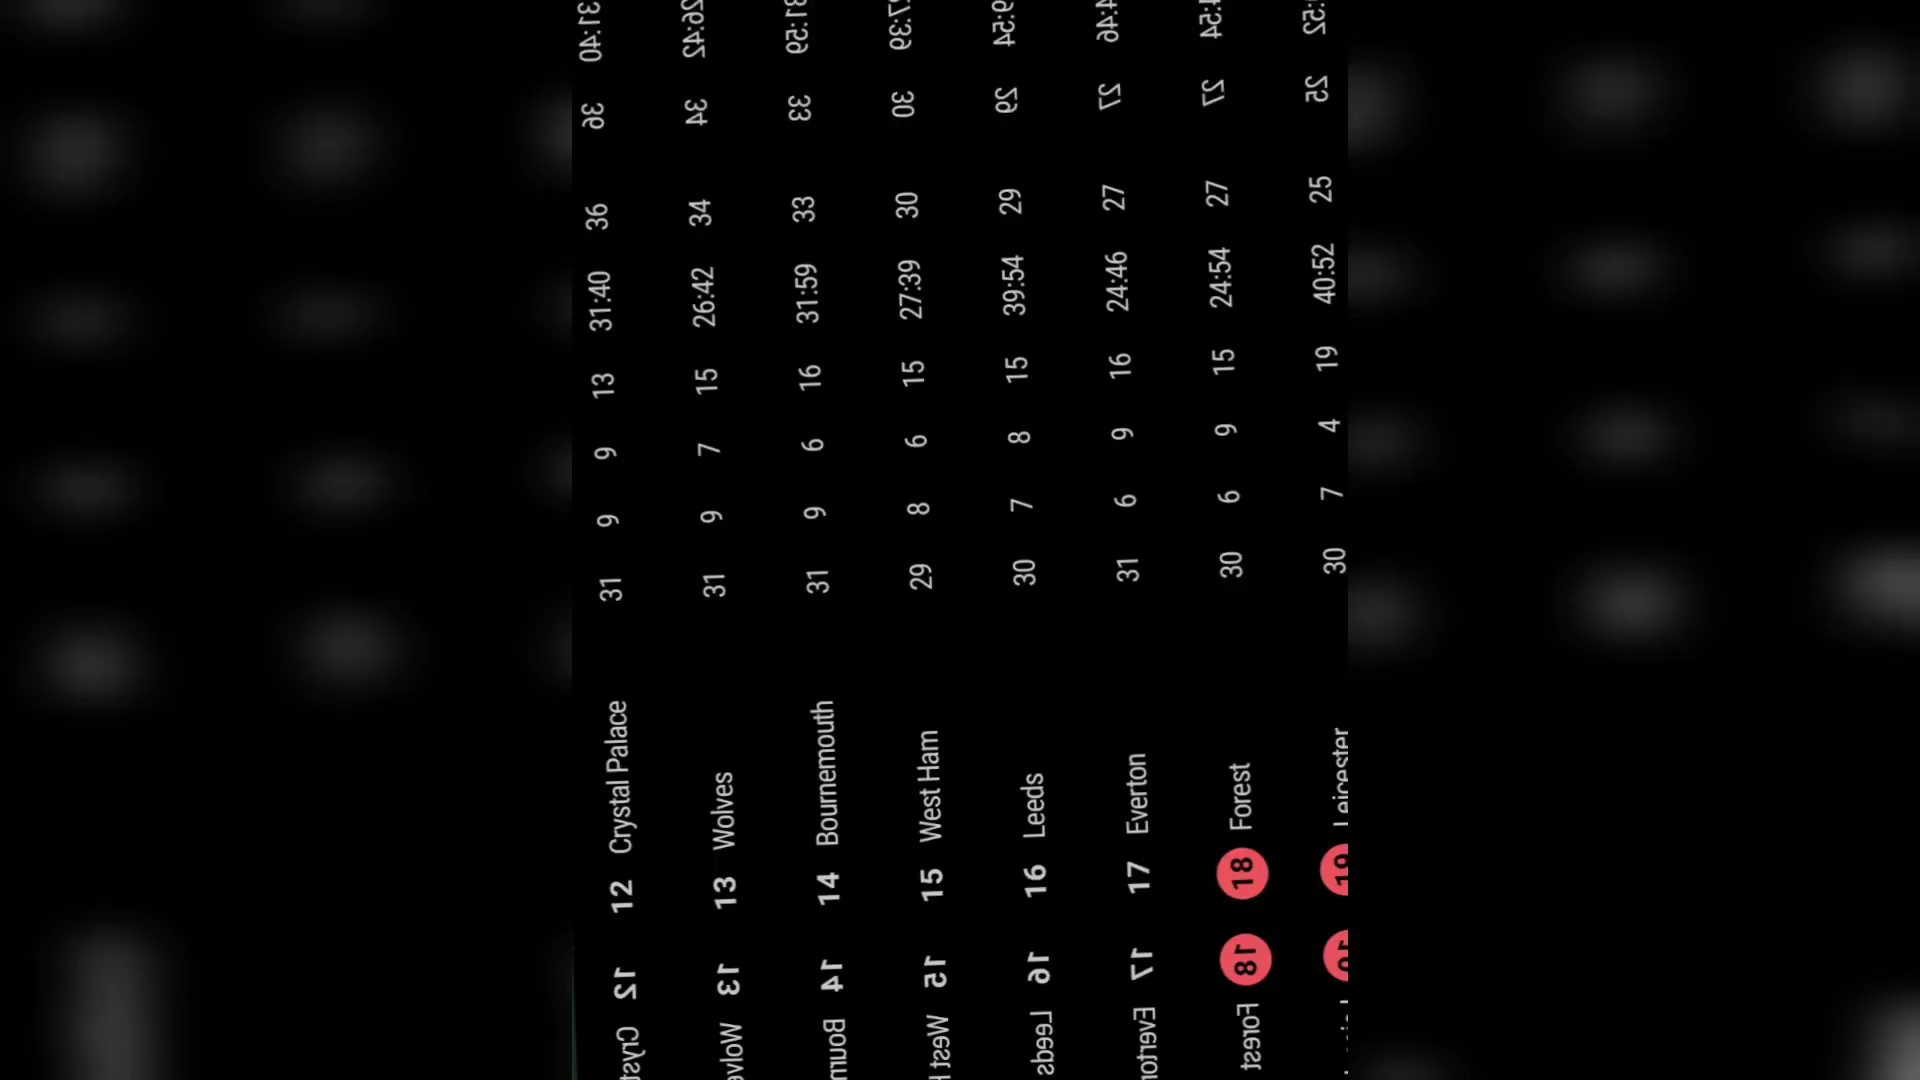 12 Crystal Palace 31 9 9 13 31:40 36
13 Wolves 31 9 7 15 26:42 34
14 Bournemouth 31 9 6 16 31:59 33
15 West Ham 29 8 6 15 27:39 30
16 Leeds 30 7 8 15 39:54 29
17 Everton 31 6 9 16 24:46 27
18 Forest 30 6 9 15 24:54 27
19 Leicester 30 7 4 19 40:52 25